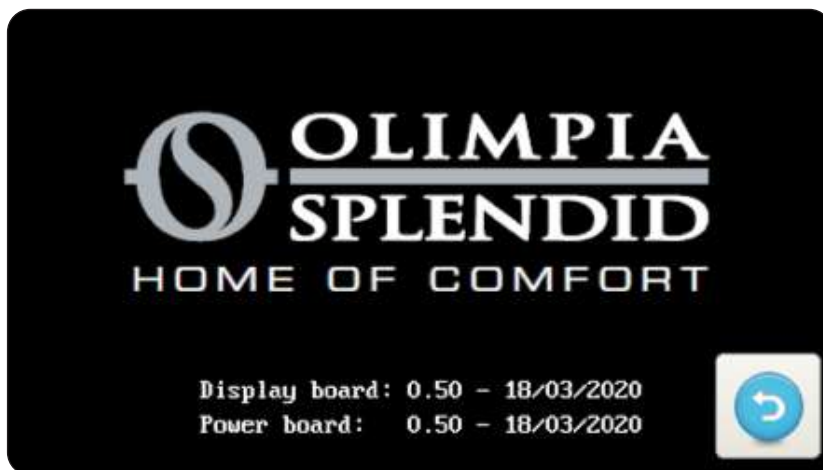 OLIMPIA
SPLENDID
HOME OF COMFORT
Display board: 0.50 - 18/03/2020
Power board: 0.50 - 18/03/2020